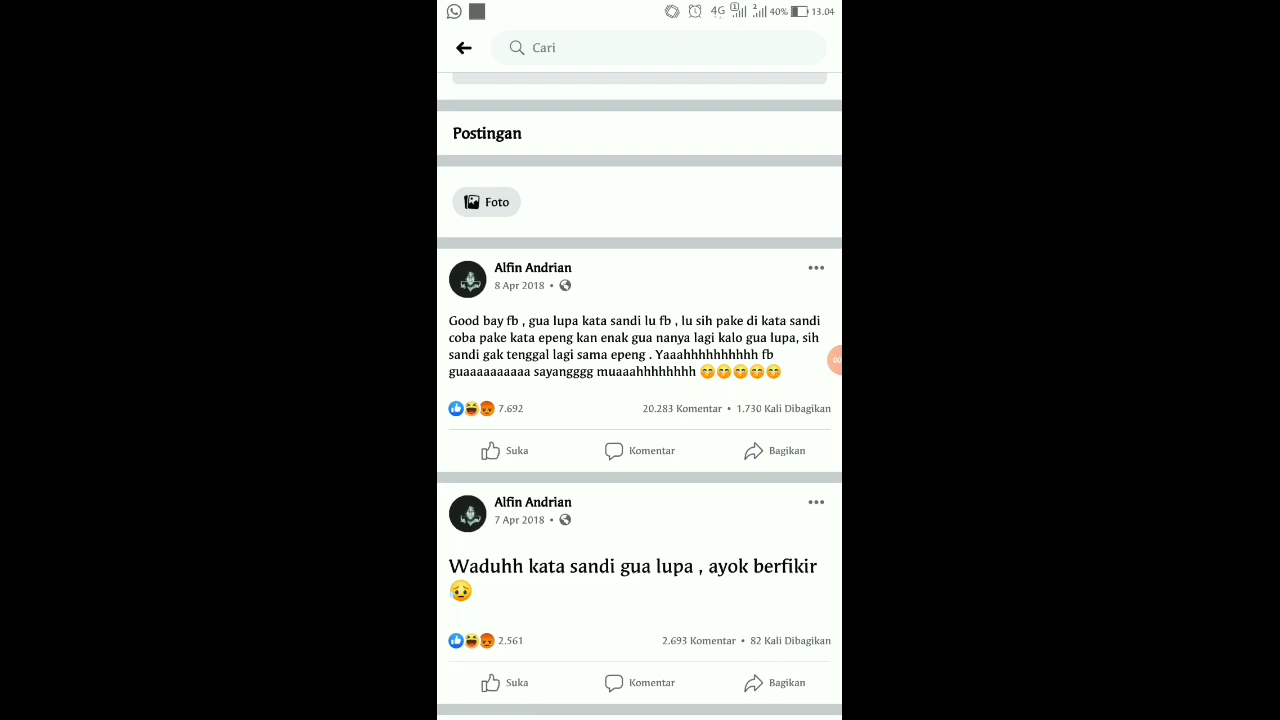 4G 1 2 40% 13.04
Cari
Postingan
Foto
Alfin Andrian
8 Apr 2018 •
Good bay fb , gua lupa kata sandi lu fb , lu sih pake di kata sandi
coba pake kata epeng kan enak gua nanya lagi kalo gua lupa, sih
sandi gak tenggal lagi sama epeng . Yaaahhhhhhhhhh fb
guaaaaaaaaaa sayangggg muaaahhhhhhhh 😁😁😁😁😁
7.692 20.283 Komentar • 1.730 Kali Dibagikan
Suka Komentar Bagikan
Alfin Andrian
7 Apr 2018 •
Waduhh kata sandi gua lupa , ayok berfikir
😥
2.561 2.693 Komentar • 82 Kali Dibagikan
Suka Komentar Bagikan